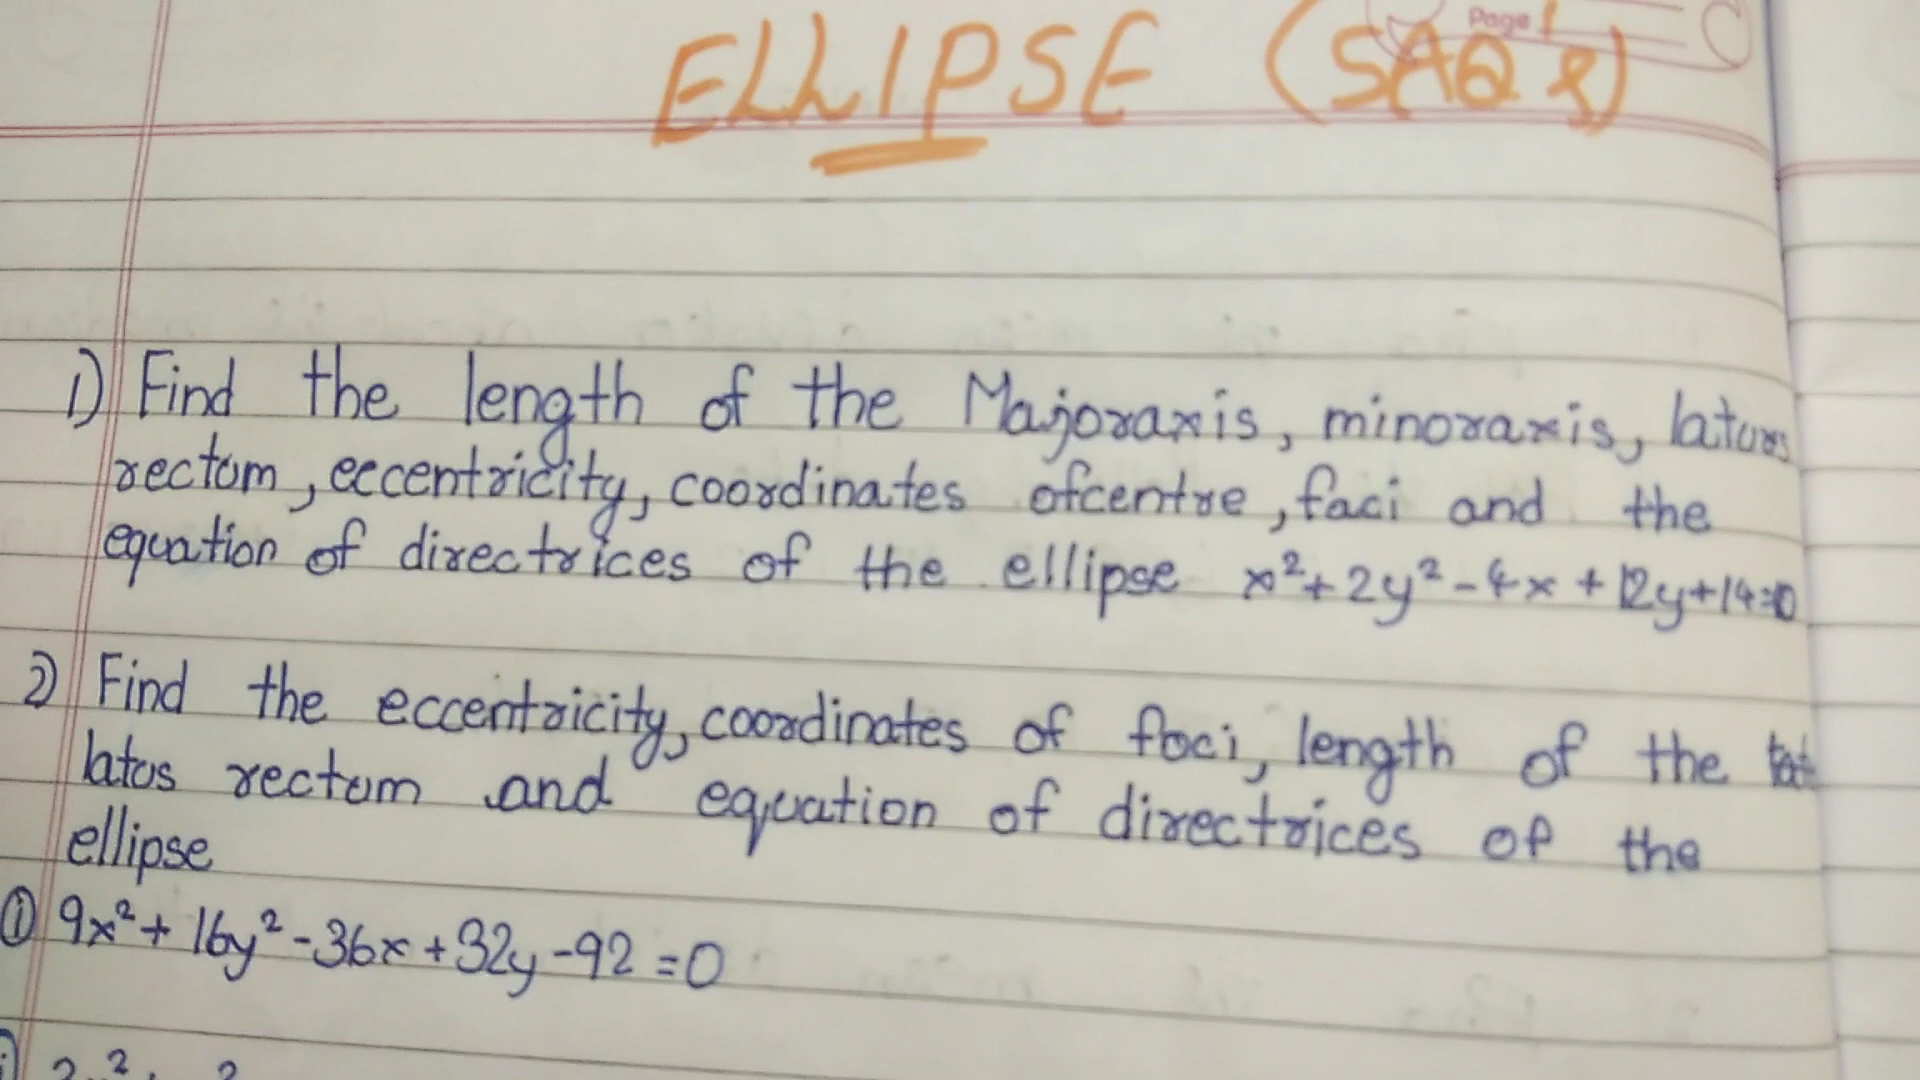 Page 1
ELLIPSE (SAQ's)
1) Find the length of the Majoraxis, minoraxis, latus
rectum, eccentricity, coordinates ofcentre, foci and the
equation of directrices of the ellipse x²+2y²-4x+12y+14=0
2) Find the eccentricity, coordinates of foci, length of the
latus rectum and equation of directrices of the
ellipse
① 9x²+16y²-36x+32y-92=0